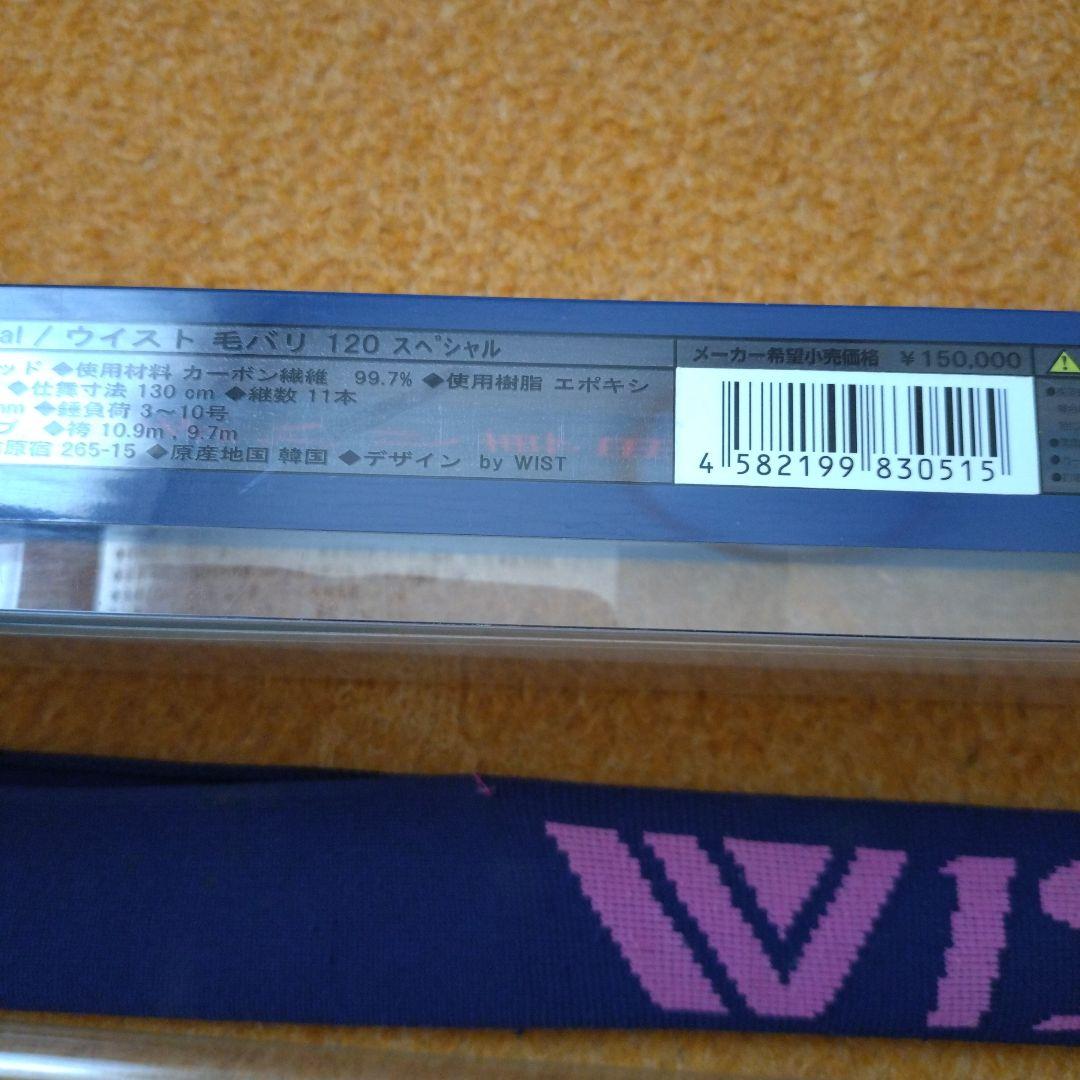 al / ウイスト 毛バリ 120 スペシャル
ッド ◆使用材料 カーボン繊維 99.7% ◆使用樹脂 エポキシ
◆仕舞寸法 130 cm ◆継数 11本
mm ◆錘負荷 3～10号
プ ◆袴 10.9m , 9.7m
原宿 265-15 ◆原産地国 韓国 ◆デザイン by WIST
メーカー希望小売価格 ￥150,000
4 582199 830515
WIS